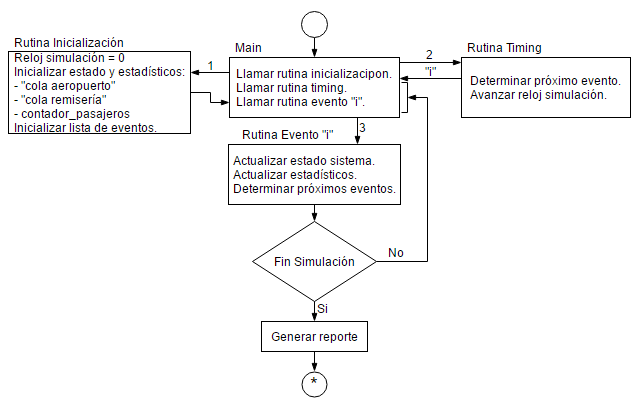 Rutina Inicialización
Reloj simulación = 0
Inicializar estado y estadísticos:
- "cola aeropuerto"
- "cola remisería"
- contador_pasajeros
Inicializar lista de eventos.
1
Main
Llamar rutina inicializacipon.
Llamar rutina timing.
Llamar rutina evento "i".
2
"i"
Rutina Timing
Determinar próximo evento.
Avanzar reloj simulación.
3
Rutina Evento "i"
Actualizar estado sistema.
Actualizar estadísticos.
Determinar próximos eventos.
Fin Simulación
No
Si
Generar reporte
*